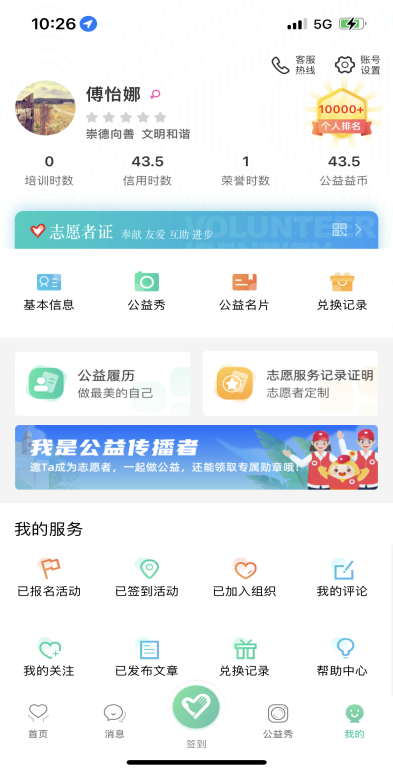 10:26
5G
客服热线
账号设置
傅怡娜
崇德向善 文明和谐
10000+
个人排名
0
43.5
1
43.5
培训时数
信用时数
荣誉时数
公益益币
志愿者证 奉献 友爱 互助 进步
VOLUNTEER
基本信息
公益秀
公益名片
兑换记录
公益履历
做最美的自己
志愿服务记录证明
志愿者定制
我是公益传播者
邀Ta成为志愿者，一起做公益，还能领取专属勋章哦！
我的服务
已报名活动
已签到活动
已加入组织
我的评论
我的关注
已发布文章
兑换记录
帮助中心
首页
消息
签到
公益秀
我的